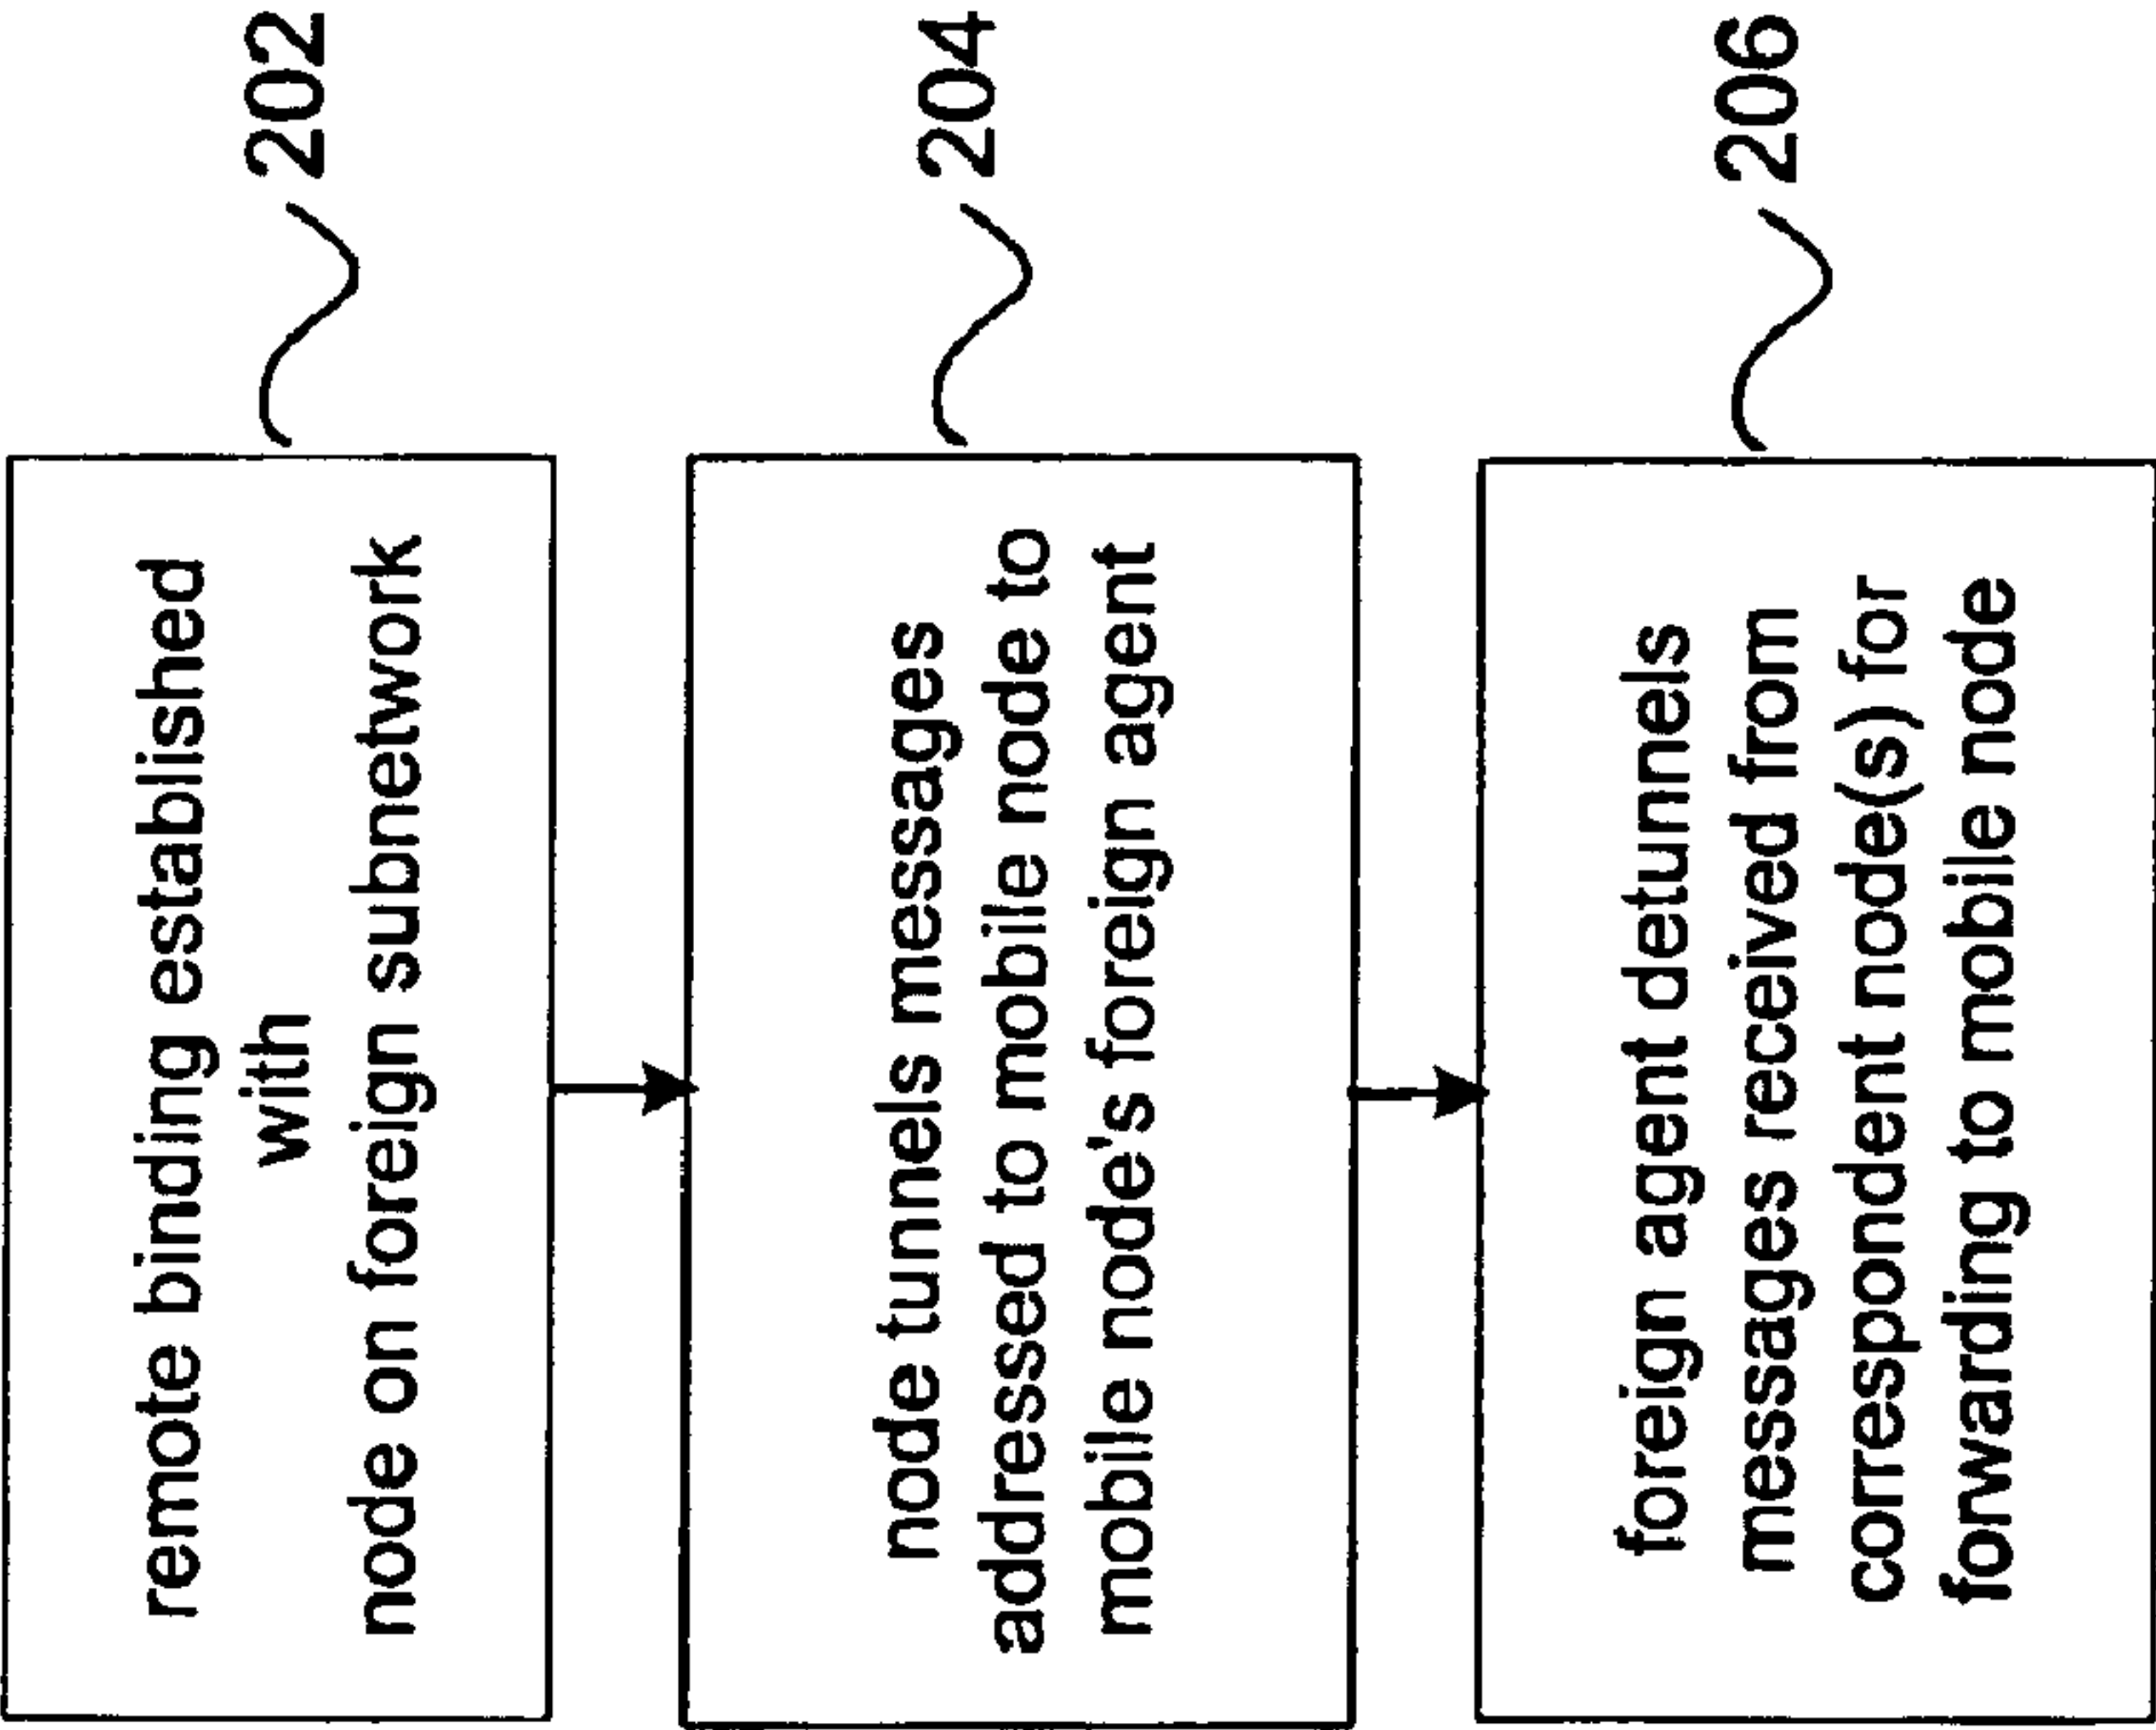 remote binding established
with
node on foreign subnetwork
202
node tunnels messages
addressed to mobile node to
mobile node's foreign agent
204
foreign agent detunnels
messages received from
correspondent node(s) for
forwarding to mobile node
206